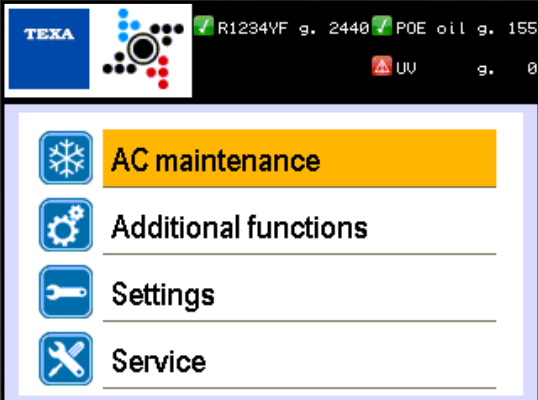 TEXA
R1234YF g. 2440 POE oil g. 155
UV g. 0
AC maintenance
Additional functions
Settings
Service